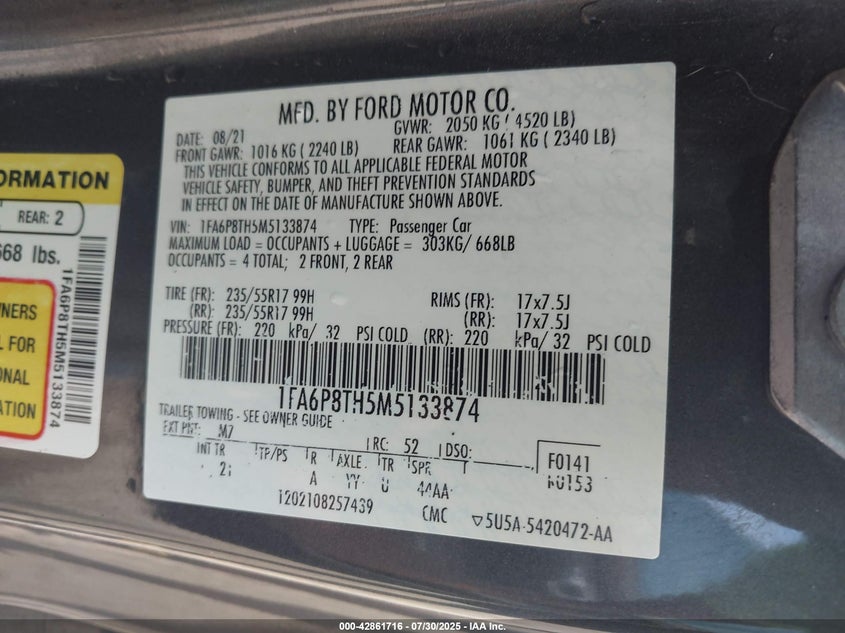 MFD. BY FORD MOTOR CO.
DATE: 08/21 GVWR: 2050 KG ( 4520 LB)
FRONT GAWR: 1016 KG ( 2240 LB) REAR GAWR: 1061 KG ( 2340 LB)
THIS VEHICLE CONFORMS TO ALL APPLICABLE FEDERAL MOTOR
VEHICLE SAFETY, BUMPER, AND THEFT PREVENTION STANDARDS
IN EFFECT ON THE DATE OF MANUFACTURE SHOWN ABOVE.
VIN: 1FA6P8TH5M5133874 TYPE: Passenger Car
MAXIMUM LOAD = OCCUPANTS + LUGGAGE = 303KG/ 668LB
OCCUPANTS = 4 TOTAL; 2 FRONT, 2 REAR
TIRE (FR): 235/55R17 99H RIMS (FR): 17x7.5J
(RR): 235/55R17 99H (RR): 17x7.5J
PRESSURE (FR): 220 kPa/ 32 PSI COLD (RR): 220 kPa/ 32 PSI COLD
1FA6P8TH5M5133874
TRAILER TOWING - SEE OWNER GUIDE
EXT PNT: M7 RC: 52 DSO:
INT TR TP/PS R AXLE TR SPR T F0141
A U 44AA F0153
1202108257439 CMC ▽5U5A-5420472-AA
ORMATION
REAR: 2
668 lbs.
1FA6P8TH5M5133874
NERS
L FOR
ONAL
ATION
000-42861716 - 07/30/2025 - IAA Inc.